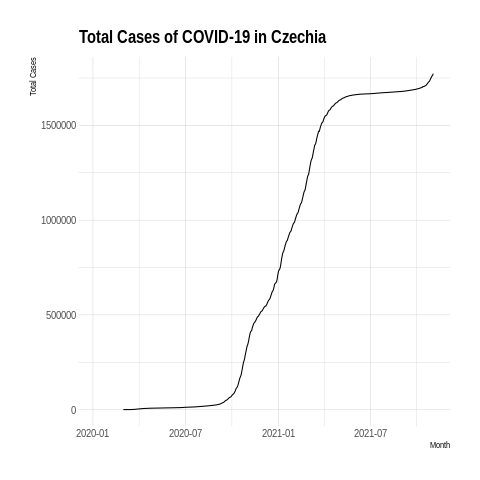 Total Cases of COVID-19 in Czechia
Total Cases
1500000
1000000
500000
0
2020-01 2020-07 2021-01 2021-07
Month